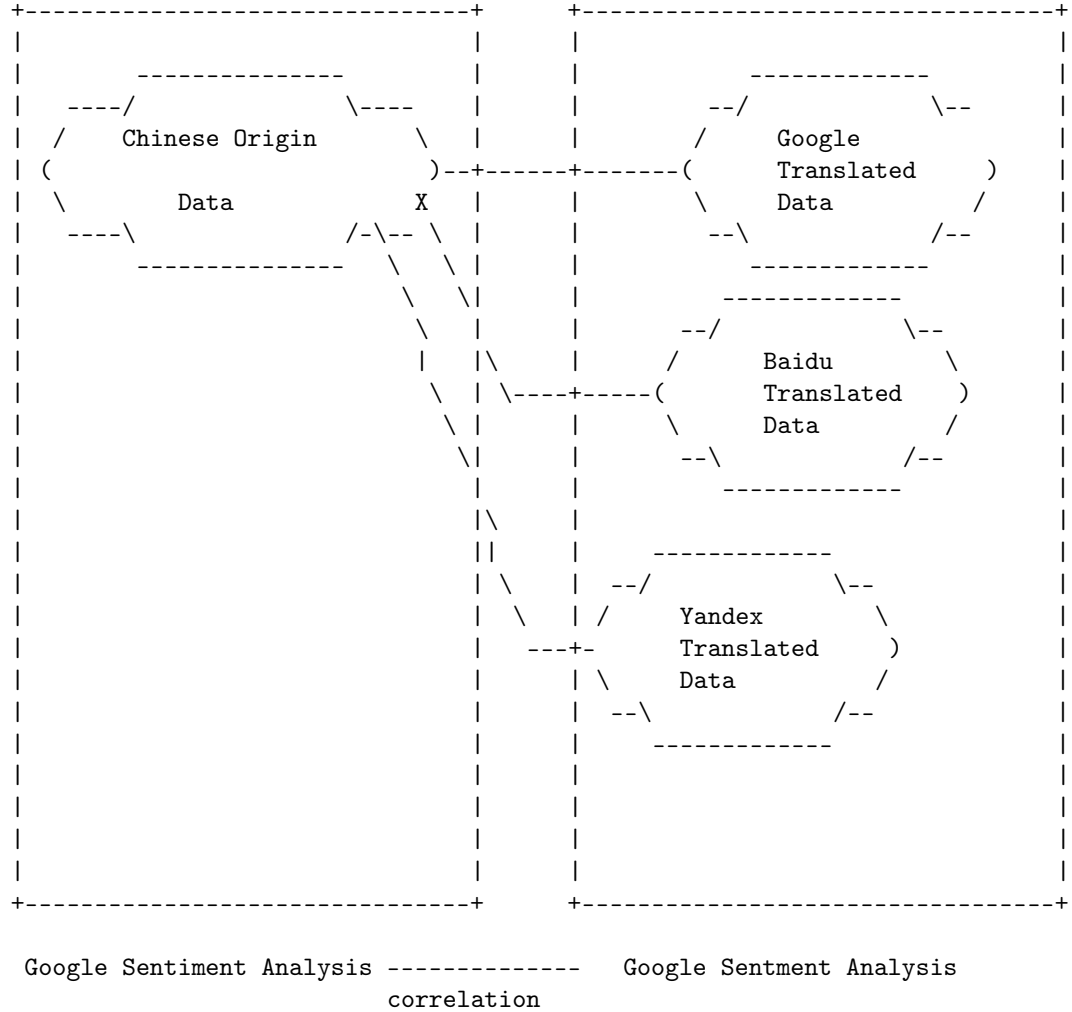 Chinese Origin
Data
X
Google
Translated
Data
Baidu
Translated
Data
Yandex
Translated
Data
Google Sentiment Analysis
correlation
Google Sentment Analysis